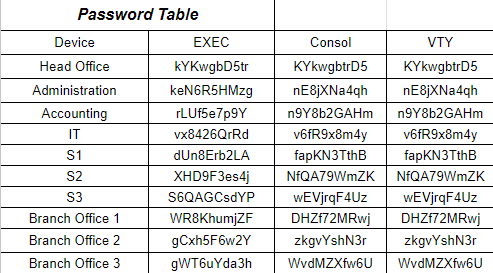 Password Table
Device EXEC Consol VTY
Head Office kYKwgbD5tr KYkwgbtrD5 KYkwgbtrD5
Administration keN6R5HMzg nE8jXNa4qh nE8jXNa4qh
Accounting rLUf5e7p9Y n9Y8b2GAHm n9Y8b2GAHm
IT vx8426QrRd v6fR9x8m4y v6fR9x8m4y
S1 dUn8Erb2LA fapKN3TthB fapKN3TthB
S2 XHD9F3es4j NfQA79WmZK NfQA79WmZK
S3 S6QAGCsdYP wEVjrqF4Uz wEVjrqF4Uz
Branch Office 1 WR8KhumjZF DHZf72MRwj DHZf72MRwj
Branch Office 2 gCxh5F6w2Y zkgvYshN3r zkgvYshN3r
Branch Office 3 gWT6uYda3h WvdMZXfw6U WvdMZXfw6U